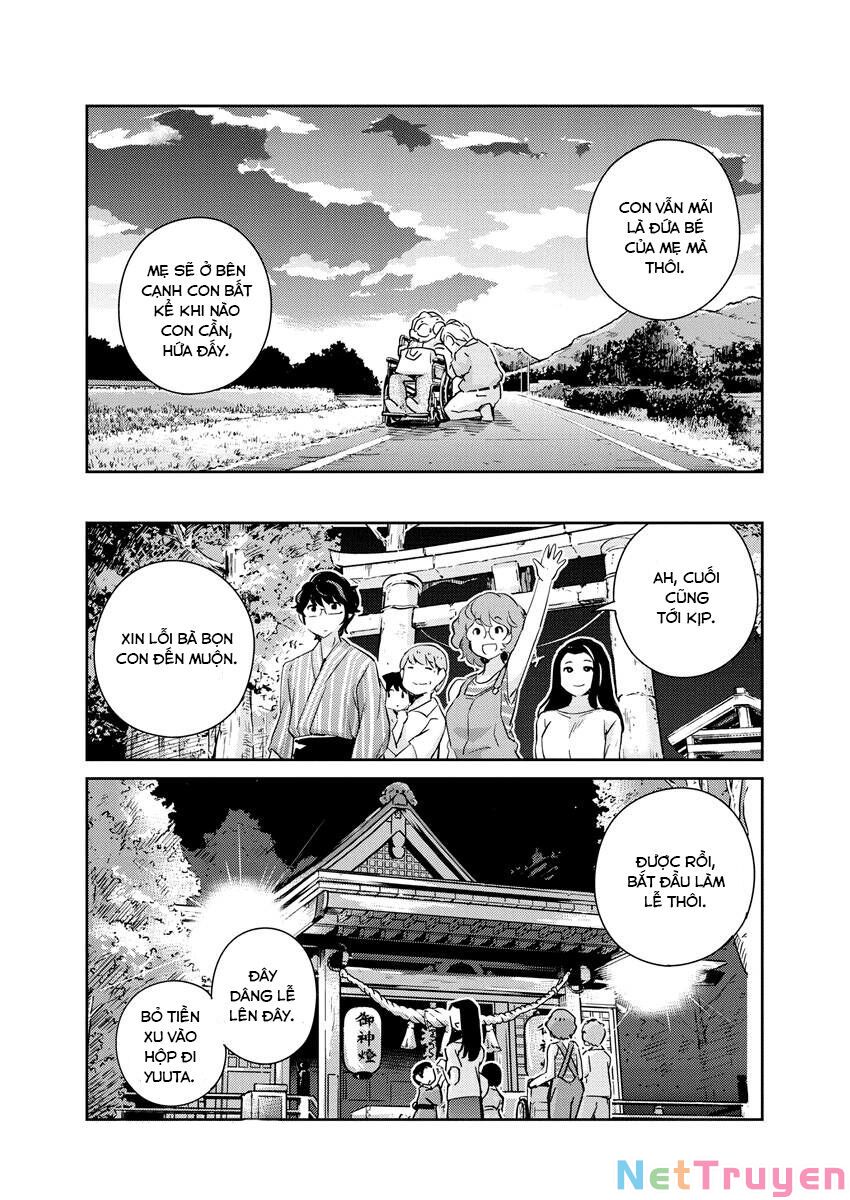 CON VẪN MÃI
LÀ ĐỨA BÉ
CỦA MẸ MÀ
THÔI.
MẸ SẼ Ở BÊN
CẠNH CON BẤT
KỂ KHI NÀO
CON CẦN,
HỨA ĐẤY.
AH, CUỐI
CŨNG
TỚI KỊP.
XIN LỖI BÀ BỌN
CON ĐẾN MUỘN.
ĐƯỢC RỒI,
BẮT ĐẦU LÀM
LỄ THÔI.
ĐÂY
DÂNG LỄ
LÊN ĐÂY.
BỎ TIỀN
XU VÀO
HỘP ĐI
YUUTA.
御神燈
御神
NetTruyen